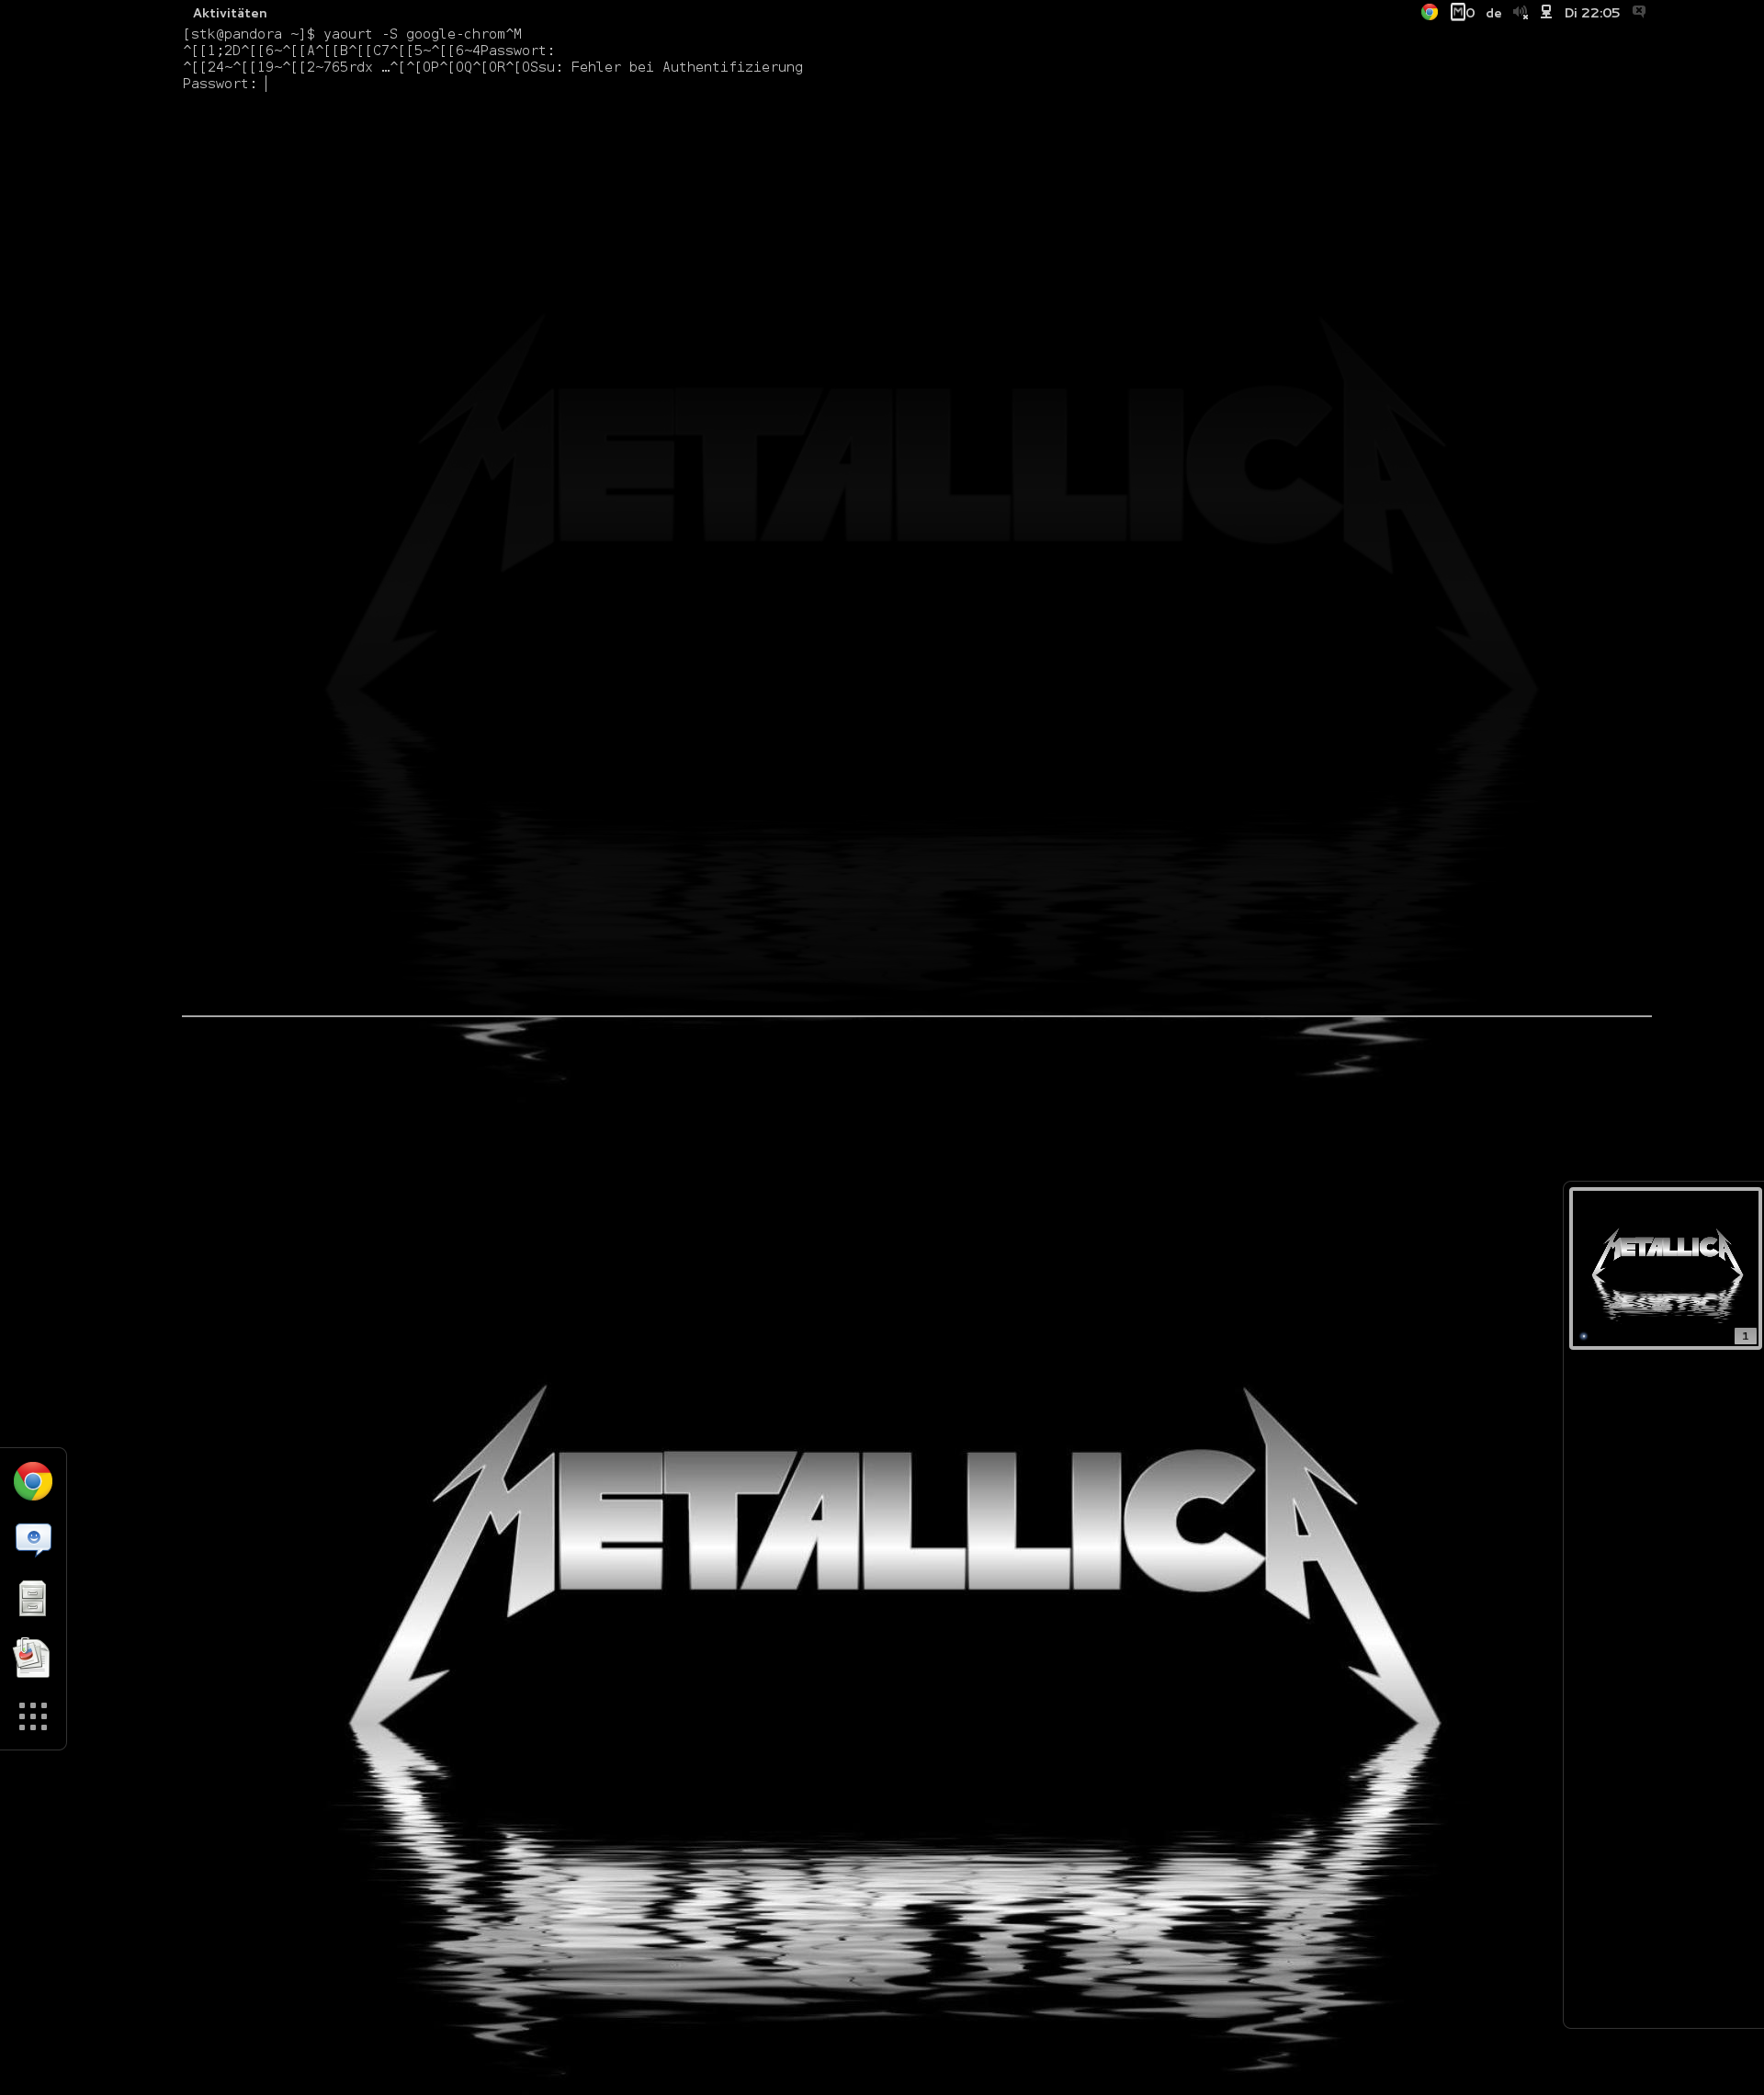 Aktivitäten
de
Di 22:05
[stk@pandora ~]$ yaourt -S google-chrom^M
^[[1;2D^[[6~^[[A^[[B^[[C7^[[5~^[[6~4Passwort:
^[[24~^[[19~^[[2~765rdx …^[^[OP^[OQ^[OR^[OSsu: Fehler bei Authentifizierung
Passwort:
METALLICA
METALLICA
1
METALLICA